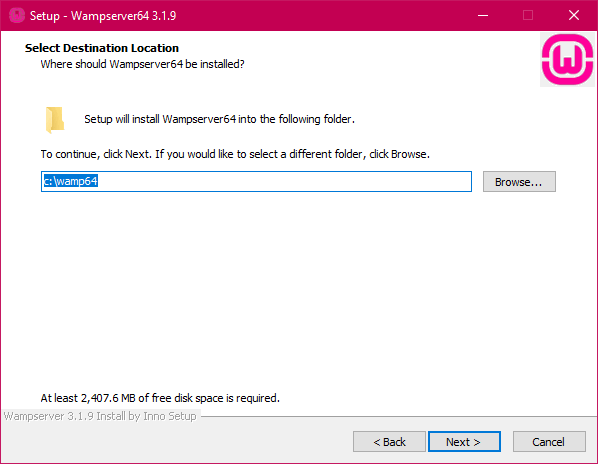 Setup - Wampserver64 3.1.9
Select Destination Location
Where should Wampserver64 be installed?
Setup will install Wampserver64 into the following folder.
To continue, click Next. If you would like to select a different folder, click Browse.
c:\wamp64
Browse...
At least 2,407.6 MB of free disk space is required.
Wampserver 3.1.9 Install by Inno Setup
< Back
Next >
Cancel